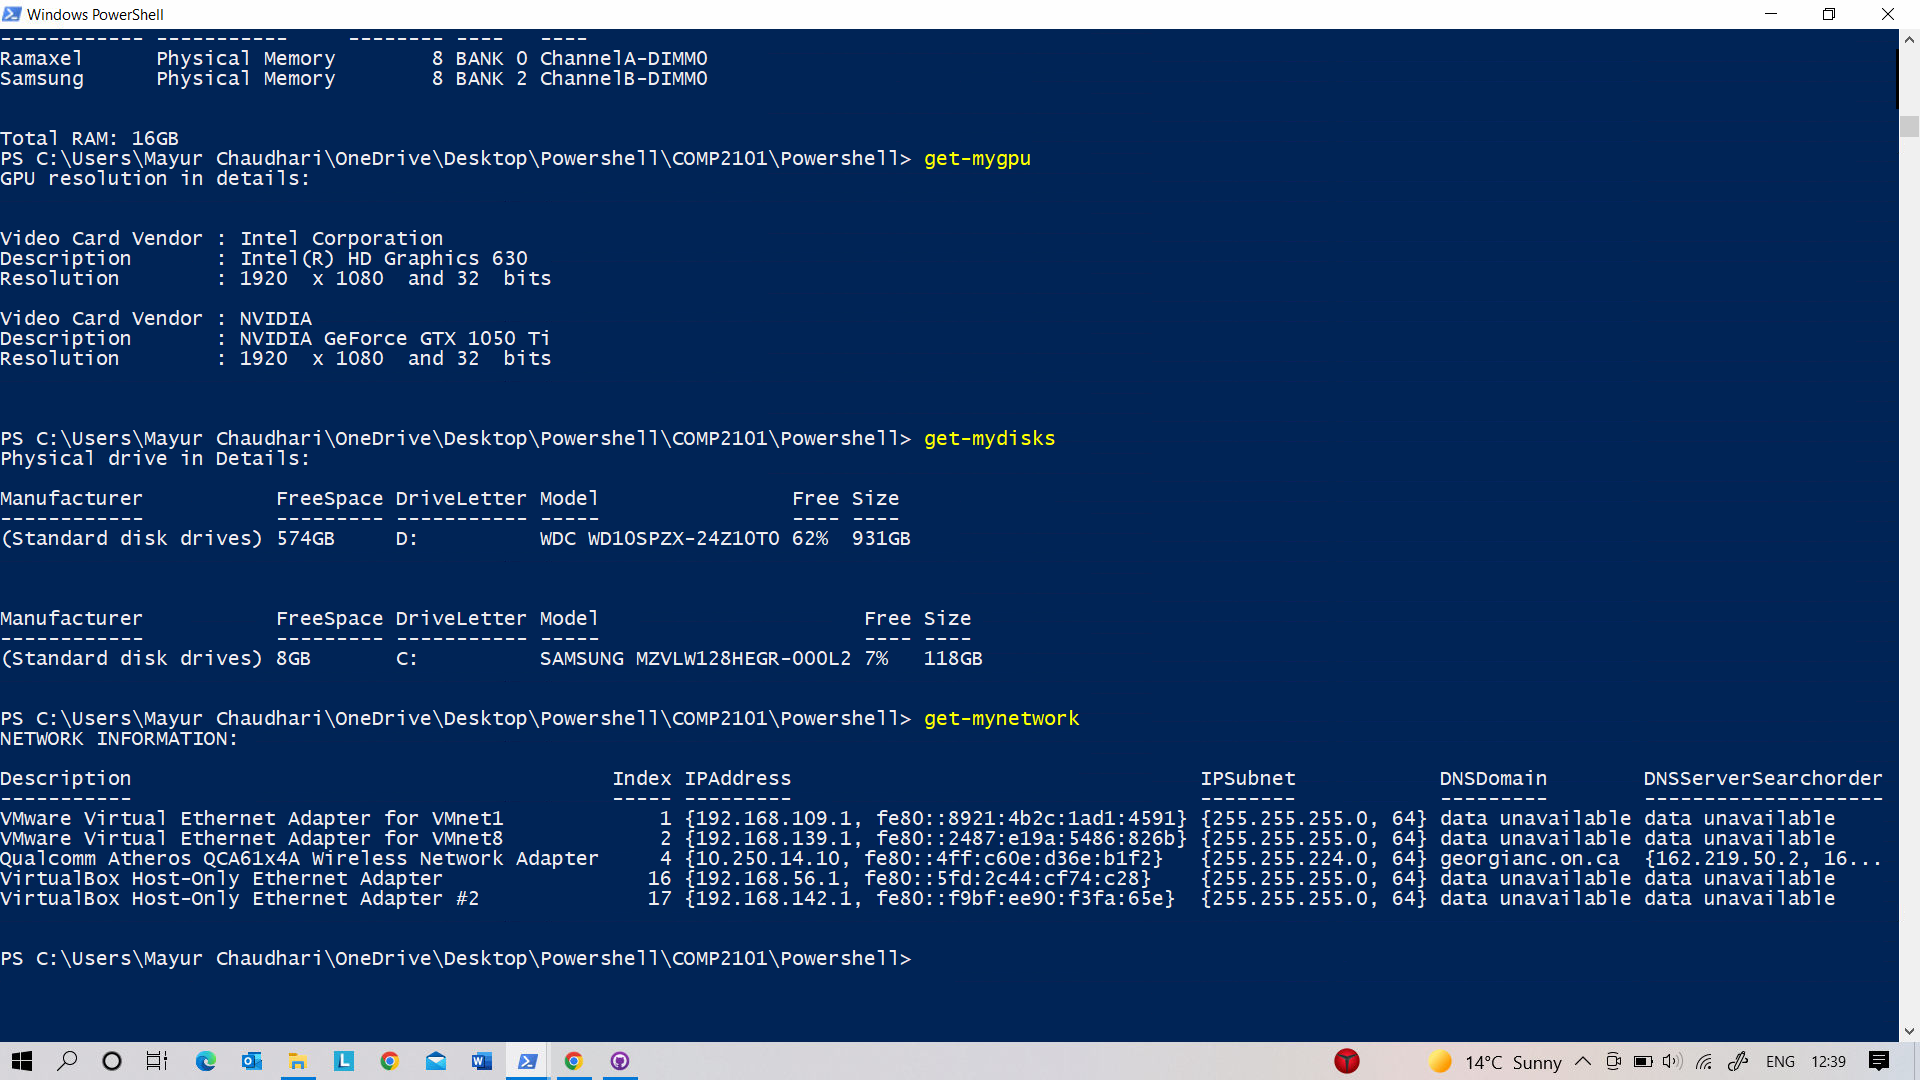 Windows PowerShell
------------ -----------     -------- ----   ----
Ramaxel      Physical Memory        8 BANK 0 ChannelA-DIMM0
Samsung      Physical Memory        8 BANK 2 ChannelB-DIMM0
Total RAM: 16GB
PS C:\Users\Mayur Chaudhari\OneDrive\Desktop\Powershell\COMP2101\Powershell> get-mygpu
GPU resolution in details:
Video Card Vendor : Intel Corporation
Description       : Intel(R) HD Graphics 630
Resolution        : 1920  x 1080  and 32  bits
Video Card Vendor : NVIDIA
Description       : NVIDIA GeForce GTX 1050 Ti
Resolution        : 1920  x 1080  and 32  bits
PS C:\Users\Mayur Chaudhari\OneDrive\Desktop\Powershell\COMP2101\Powershell> get-mydisks
Physical drive in Details:
Manufacturer           FreeSpace DriveLetter Model                Free Size
------------           --------- ----------- -----                ---- ----
(Standard disk drives) 574GB     D:          WDC WD10SPZX-24Z10T0 62%  931GB
Manufacturer           FreeSpace DriveLetter Model                      Free Size
------------           --------- ----------- -----                      ---- ----
(Standard disk drives) 8GB       C:          SAMSUNG MZVLW128HEGR-000L2 7%   118GB
PS C:\Users\Mayur Chaudhari\OneDrive\Desktop\Powershell\COMP2101\Powershell> get-mynetwork
NETWORK INFORMATION:
Description                                        Index IPAddress                                  IPSubnet            DNSDomain        DNSServerSearchorder
-----------                                        ----- ---------                                  --------            ---------        --------------------
VMware Virtual Ethernet Adapter for VMnet1             1 {192.168.109.1, fe80::8921:4b2c:1ad1:4591} {255.255.255.0, 64} data unavailable data unavailable
VMware Virtual Ethernet Adapter for VMnet8             2 {192.168.139.1, fe80::2487:e19a:5486:826b} {255.255.255.0, 64} data unavailable data unavailable
Qualcomm Atheros QCA61x4A Wireless Network Adapter     4 {10.250.14.10, fe80::4ff:c60e:d36e:b1f2}   {255.255.224.0, 64} georgianc.on.ca  {162.219.50.2, 16...
VirtualBox Host-Only Ethernet Adapter                 16 {192.168.56.1, fe80::5fd:2c44:cf74:c28}    {255.255.255.0, 64} data unavailable data unavailable
VirtualBox Host-Only Ethernet Adapter #2              17 {192.168.142.1, fe80::f9bf:ee90:f3fa:65e}  {255.255.255.0, 64} data unavailable data unavailable
PS C:\Users\Mayur Chaudhari\OneDrive\Desktop\Powershell\COMP2101\Powershell>
14°C Sunny ENG 12:39